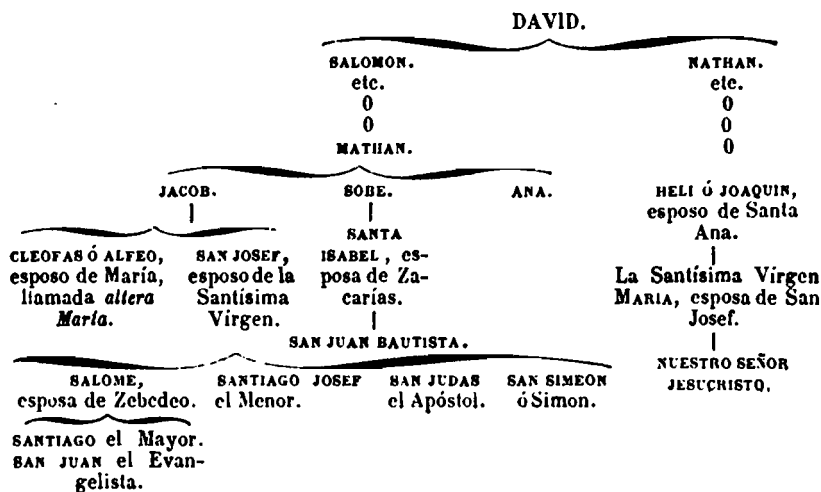 DAVID.
SALOMON. NATHAN.
etc. etc.
0 0
0 0
MATHAN. 0
JACOB. SOBE. ANA. HELI Ó JOAQUIN,
esposo de Santa
Ana.
SANTA
CLEOFAS Ó ALFEO, SAN JOSEF, ISABEL, es-
esposo de María, esposo de la posa de Za- La Santísima Vírgen
llamada altera Santísima carías. MARIA, esposa de San
María. Vírgen. Josef.
SAN JUAN BAUTISTA.
NUESTRO SEÑOR
SALOME, SANTIAGO JOSEF SAN JUDAS SAN SIMEON JESUCRISTO.
esposa de Zebedeo. el Menor. el Apóstol. ó Simon.
SANTIAGO el Mayor.
SAN JUAN el Evan-
gelista.